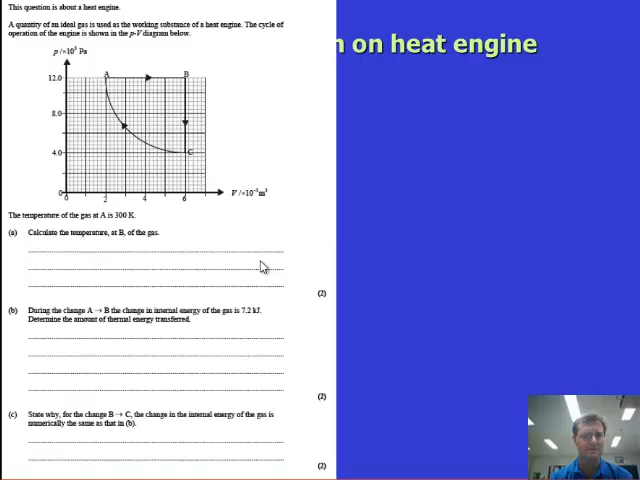 This question is about a heat engine.
n on heat engine
A quantity of an ideal gas is used as the working substance of a heat engine. The cycle of
operation of the engine is shown in the p-V diagram below.
p /×10⁵ Pa
12.0
A
B
8.0
4.0
C
0
0
2
4
6
V /×10⁻³m³
The temperature of the gas at A is 300 K.
(a) Calculate the temperature, at B, of the gas.
(2)
(b) During the change A → B the change in internal energy of the gas is 7.2 kJ.
Determine the amount of thermal energy transferred.
(2)
(c) State why, for the change B → C, the change in the internal energy of the gas is
numerically the same as that in (b).
(2)